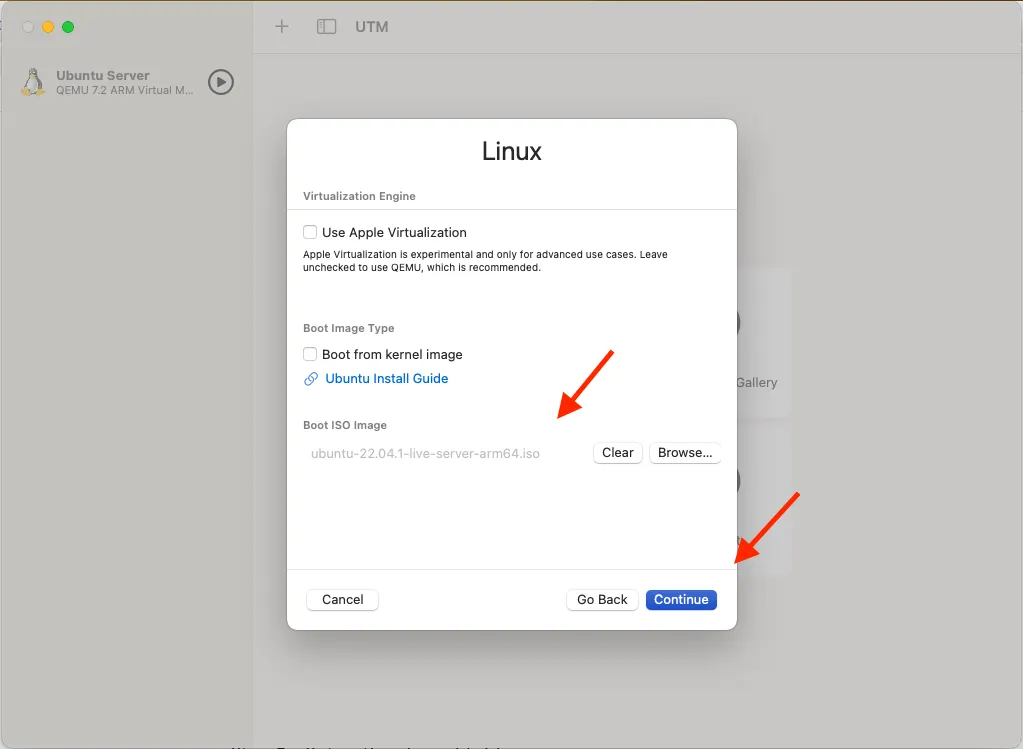 UTM
Ubuntu Server
QEMU 7.2 ARM Virtual M...
Linux
Virtualization Engine
Use Apple Virtualization
Apple Virtualization is experimental and only for advanced use cases. Leave
unchecked to use QEMU, which is recommended.
Boot Image Type
Boot from kernel image
Ubuntu Install Guide
Gallery
Boot ISO Image
ubuntu-22.04.1-live-server-arm64.iso
Clear
Browse...
Cancel
Go Back
Continue